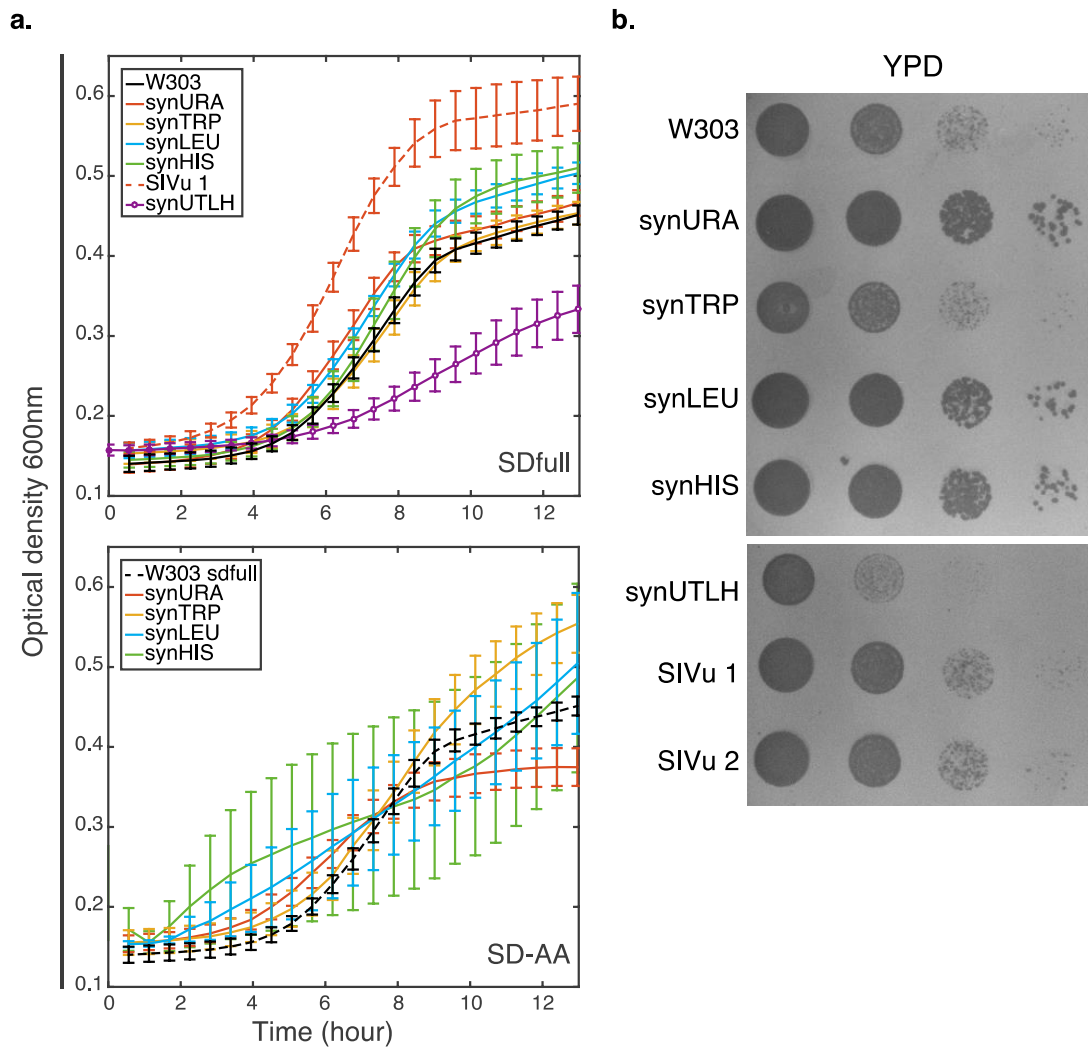 a.
Optical density 600nm
0.6
0.5
0.4
0.3
0.2
0.1
W303
synURA
synTRP
synLEU
synHIS
SIVu 1
synUTLH
SDfull
0 2 4 6 8 10 12
0.6
0.5
0.4
0.3
0.2
0.1
W303 sdfull
synURA
synTRP
synLEU
synHIS
SD-AA
0 2 4 6 8 10 12
Time (hour)
b.
YPD
W303
synURA
synTRP
synLEU
synHIS
synUTLH
SIVu 1
SIVu 2